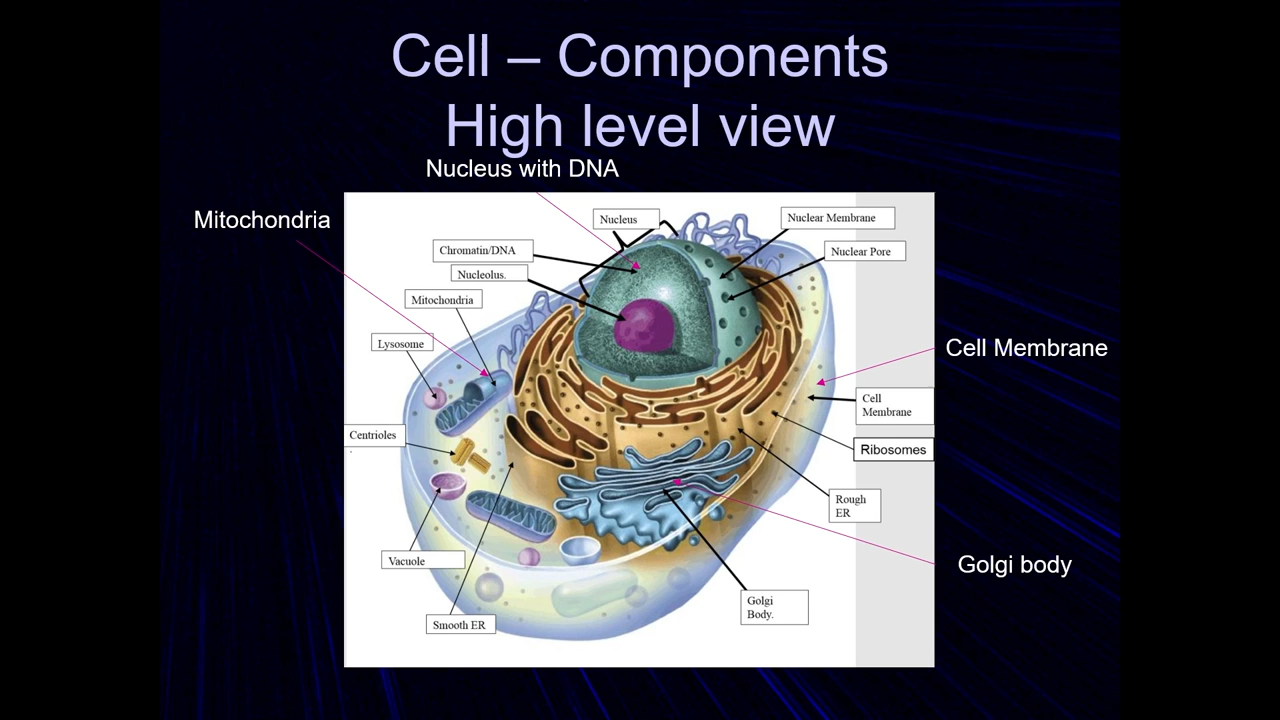 Cell – Components
High level view
Nucleus with DNA
Mitochondria
Nucleus
Nuclear Membrane
Chromatin/DNA
Nuclear Pore
Nucleolus.
Mitochondria
Lysosome
Cell Membrane
Cell
Membrane
Centrioles
Ribosomes
Rough
ER
Vacuole
Golgi body
Golgi
Body.
Smooth ER